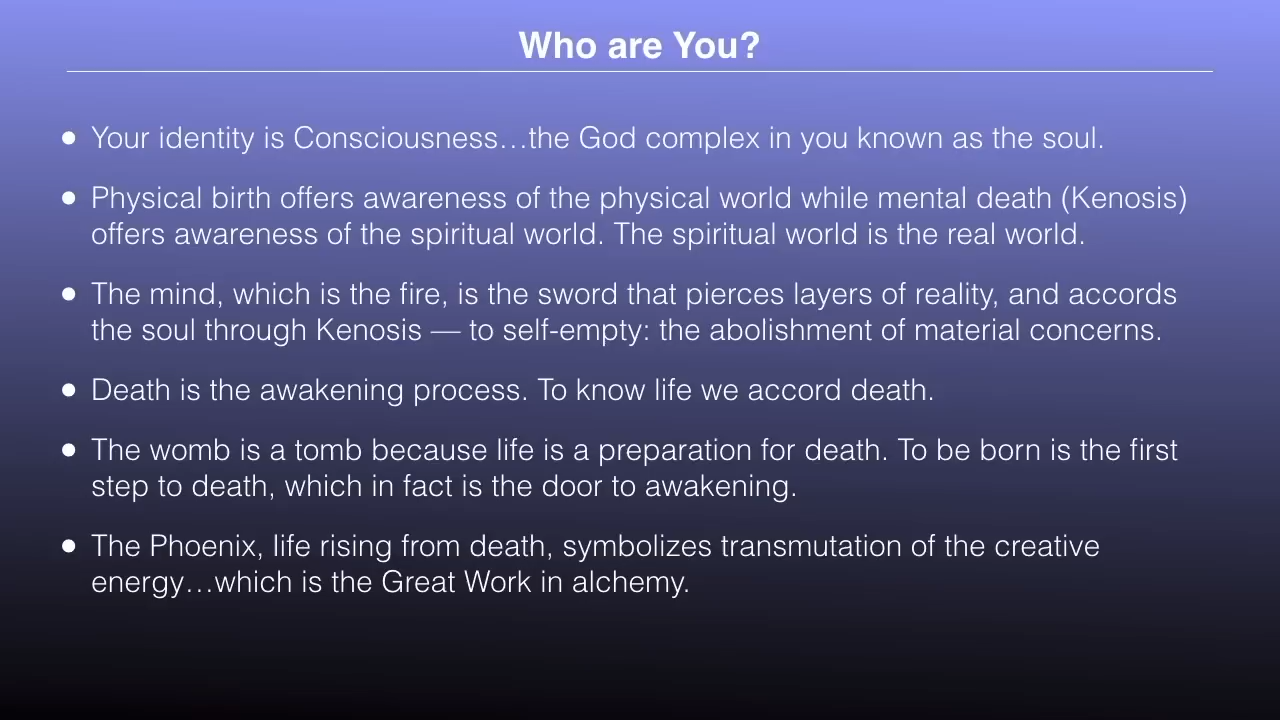 Who are You?
● Your identity is Consciousness…the God complex in you known as the soul.
● Physical birth offers awareness of the physical world while mental death (Kenosis)
offers awareness of the spiritual world. The spiritual world is the real world.
● The mind, which is the fire, is the sword that pierces layers of reality, and accords
the soul through Kenosis — to self-empty: the abolishment of material concerns.
● Death is the awakening process. To know life we accord death.
● The womb is a tomb because life is a preparation for death. To be born is the first
step to death, which in fact is the door to awakening.
● The Phoenix, life rising from death, symbolizes transmutation of the creative
energy…which is the Great Work in alchemy.